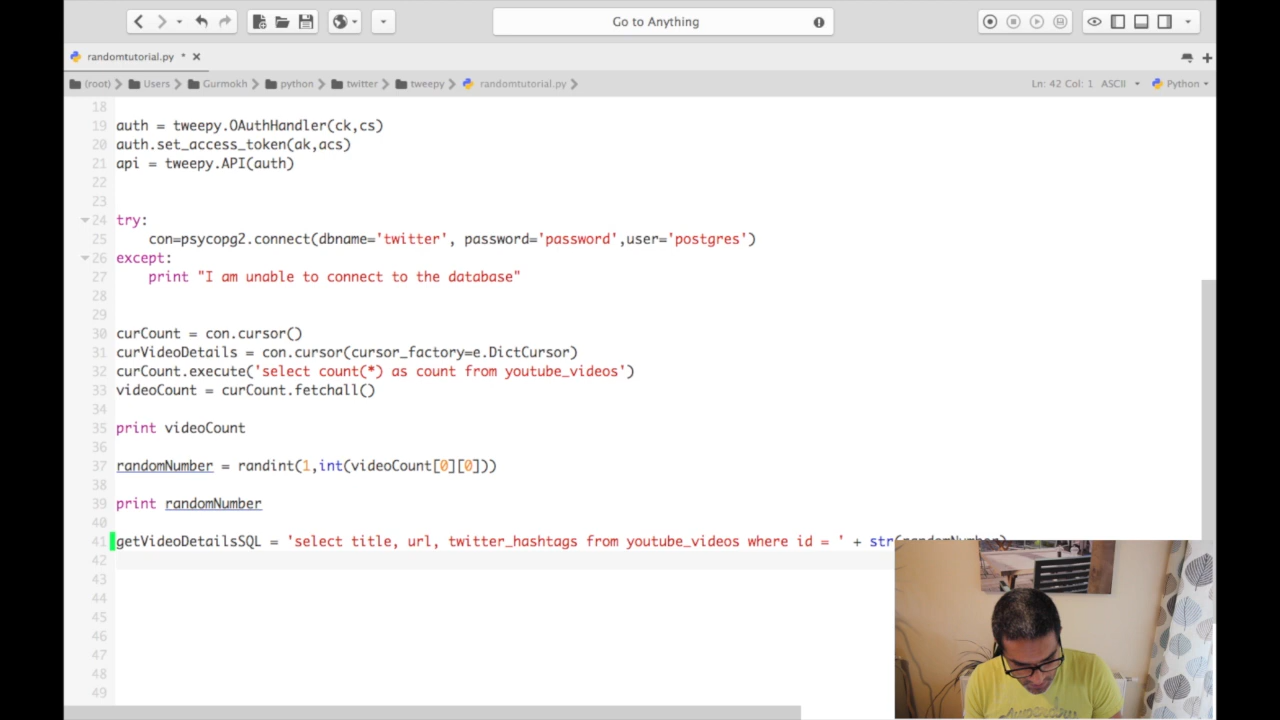 Go to Anything
randomtutorial.py *
(root) Users Gurmokh python twitter tweepy randomtutorial.py
Ln: 42 Col: 1 ASCII Python
18
19 auth = tweepy.OAuthHandler(ck,cs)
20 auth.set_access_token(ak,acs)
21 api = tweepy.API(auth)
22
23
24 try:
25 con=psycopg2.connect(dbname='twitter', password='password',user='postgres')
26 except:
27 print "I am unable to connect to the database"
28
29
30 curCount = con.cursor()
31 curVideoDetails = con.cursor(cursor_factory=e.DictCursor)
32 curCount.execute('select count(*) as count from youtube_videos')
33 videoCount = curCount.fetchall()
34
35 print videoCount
36
37 randomNumber = randint(1,int(videoCount[0][0]))
38
39 print randomNumber
40
41 getVideoDetailsSQL = 'select title, url, twitter_hashtags from youtube_videos where id = ' + str(randomNumber)
42
43
44
45
46
47
48
49